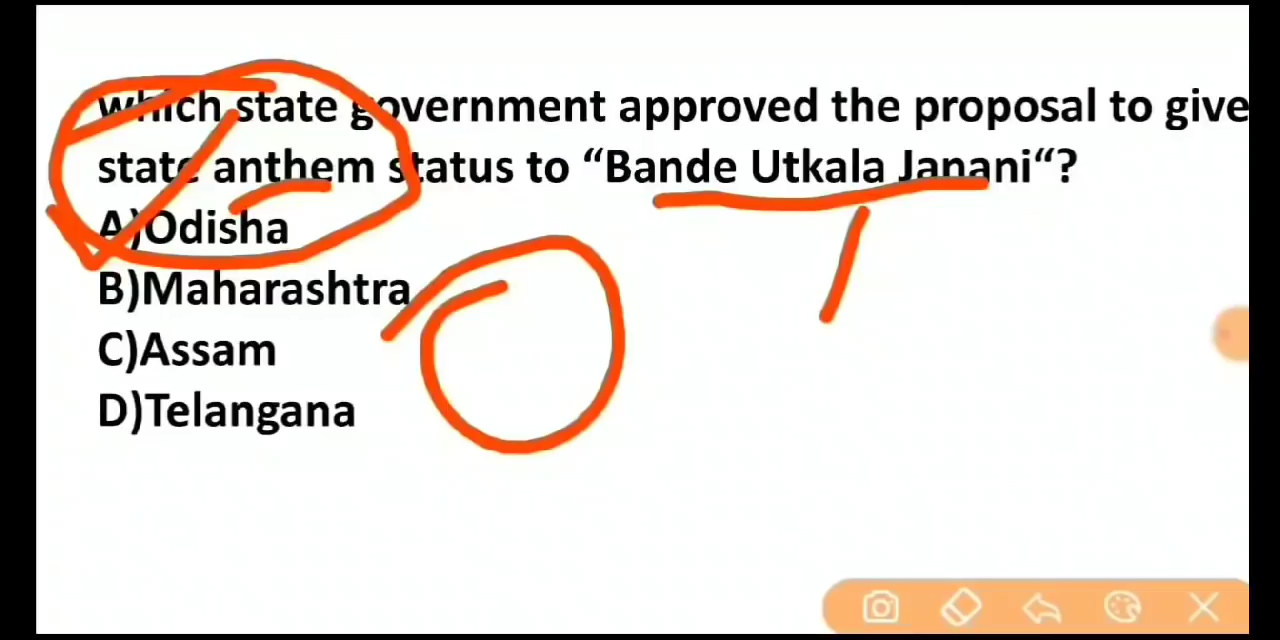 which state government approved the proposal to give
state anthem status to “Bande Utkala Janani“?
A)Odisha
B)Maharashtra
C)Assam
D)Telangana